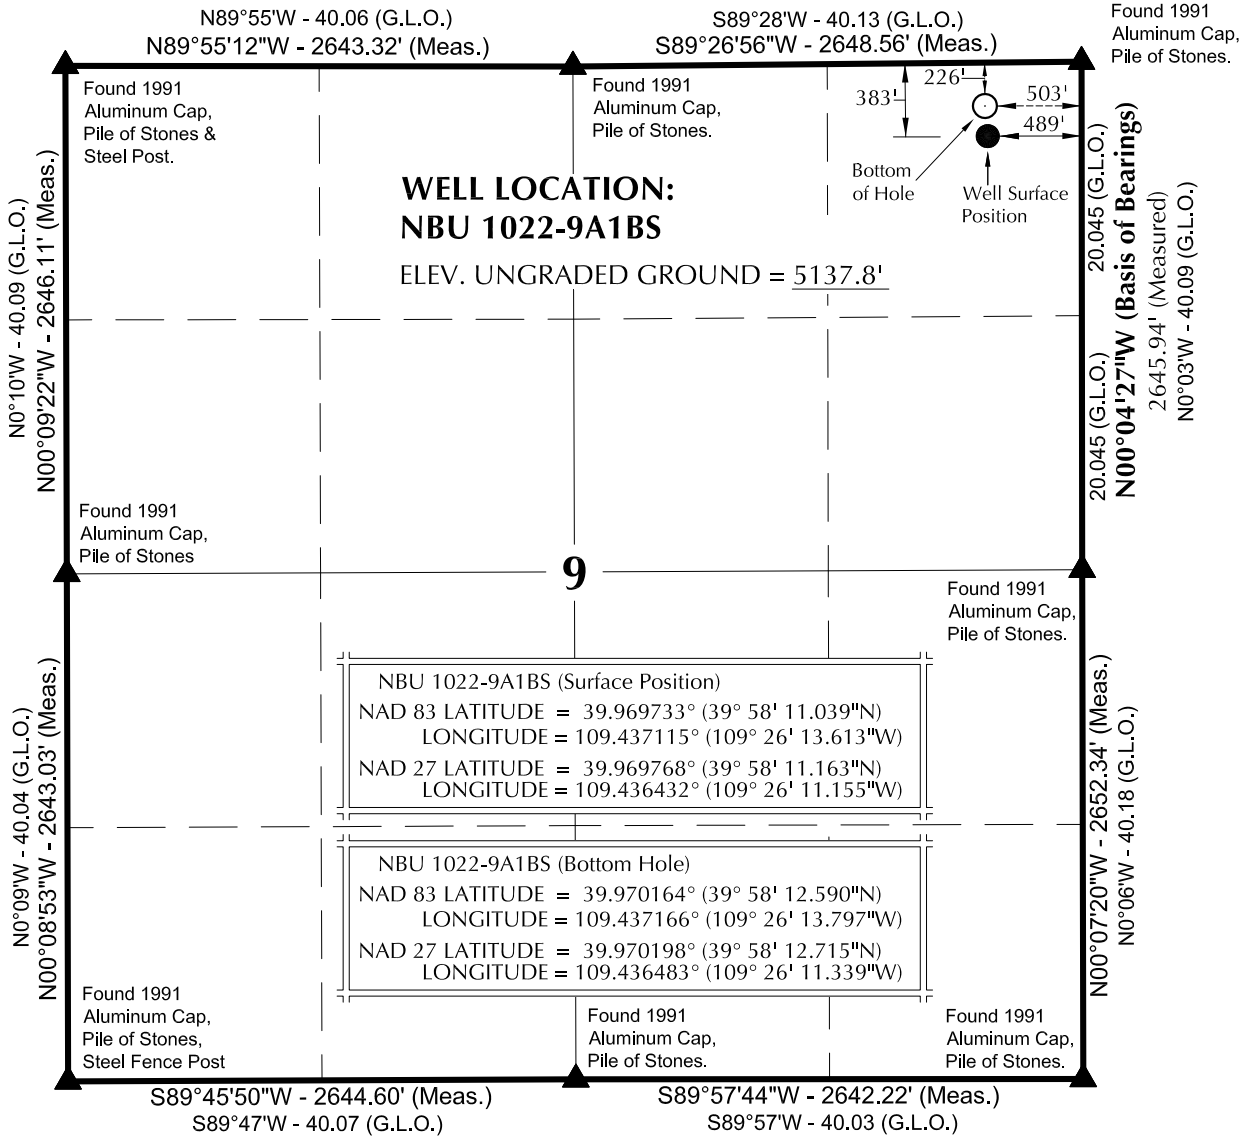 N89°55'W - 40.06 (G.L.O.)
N89°55'12"W - 2643.32' (Meas.)
S89°28'W - 40.13 (G.L.O.)
S89°26'56"W - 2648.56' (Meas.)
Found 1991
Aluminum Cap,
Pile of Stones.
Found 1991
Aluminum Cap,
Pile of Stones &
Steel Post.
Found 1991
Aluminum Cap,
Pile of Stones.
226'
383'
503'
489'
Bottom
of Hole
Well Surface
Position
WELL LOCATION:
NBU 1022-9A1BS
ELEV. UNGRADED GROUND = 5137.8'
N0°10'W - 40.09 (G.L.O.)
N00°09'22"W - 2646.11' (Meas.)
20.045 (G.L.O.)
20.045 (G.L.O.)
N00°04'27"W (Basis of Bearings)
2645.94' (Measured)
N0°03'W - 40.09 (G.L.O.)
Found 1991
Aluminum Cap,
Pile of Stones
9
Found 1991
Aluminum Cap,
Pile of Stones.
NBU 1022-9A1BS (Surface Position)
NAD 83 LATITUDE = 39.969733° (39° 58' 11.039"N)
LONGITUDE = 109.437115° (109° 26' 13.613"W)
NAD 27 LATITUDE = 39.969768° (39° 58' 11.163"N)
LONGITUDE = 109.436432° (109° 26' 11.155"W)
NBU 1022-9A1BS (Bottom Hole)
NAD 83 LATITUDE = 39.970164° (39° 58' 12.590"N)
LONGITUDE = 109.437166° (109° 26' 13.797"W)
NAD 27 LATITUDE = 39.970198° (39° 58' 12.715"N)
LONGITUDE = 109.436483° (109° 26' 11.339"W)
N0°09'W - 40.04 (G.L.O.)
N00°08'53"W - 2643.03' (Meas.)
N00°07'20"W - 2652.34' (Meas.)
N0°06'W - 40.18 (G.L.O.)
Found 1991
Aluminum Cap,
Pile of Stones,
Steel Fence Post
Found 1991
Aluminum Cap,
Pile of Stones.
Found 1991
Aluminum Cap,
Pile of Stones.
S89°45'50"W - 2644.60' (Meas.)
S89°47'W - 40.07 (G.L.O.)
S89°57'44"W - 2642.22' (Meas.)
S89°57'W - 40.03 (G.L.O.)